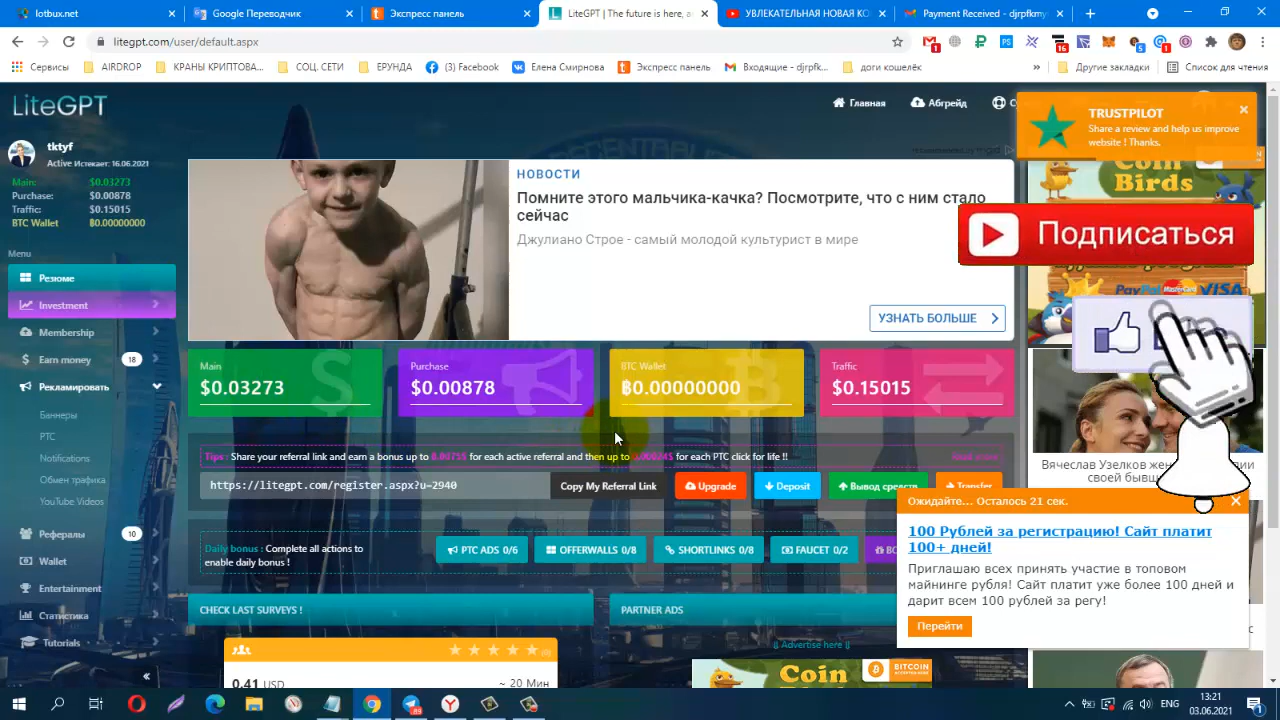 lotbux.net
Google Переводчик
Экспресс панель
LiteGPT | The future is here, a
УВЛЕКАТЕЛЬНАЯ НОВАЯ КО
Payment Received - djrpfkmy
litegpt.com/user/default.aspx
Сервисы
AIRDROP
КРАНЫ КРИПТОВА...
СОЦ. СЕТИ
ЕРУНДА
(3) Facebook
Елена Смирнова
Экспресс панель
Входящие - djrpfk...
доги кошелёк
Другие закладки
Список для чтения
LiteGPT
Главная
Абгрейд
TRUSTPILOT
Share a review and help us improve
website ! Thanks.
tktyf
Active Истекает: 16.06.2021
Main: $0.03273
Purchase: $0.00878
Traffic: $0.15015
BTC Wallet ฿0.00000000
Menu
Резюме
Investment
Membership
Earn money 18
Рекламировать
Баннеры
PTC
Notifications
Обмен трафика
YouTube Videos
Рефералы 10
Wallet
Entertainment
Статистика
Tutorials
НОВОСТИ
Помните этого мальчика-качка? Посмотрите, что с ним стало
сейчас
Джулиано Строе - самый молодой культурист в мире
УЗНАТЬ БОЛЬШЕ
Coin
Birds
Подписаться
PayPal MasterCard VISA
Main
$0.03273
Purchase
$0.00878
BTC Wallet
฿0.00000000
Traffic
$0.15015
Tips : Share your referral link and earn a bonus up to 0.0075$ for each active referral and then up to 0.00024$ for each PTC click for life !!
Read more
https://litegpt.com/register.aspx?u=2940
Copy My Referral Link
Upgrade
Deposit
Вывод средств
Transfer
Вячеслав Узелков
своей бывш
Daily bonus : Complete all actions to
enable daily bonus !
PTC ADS 0/6
OFFERWALLS 0/8
SHORTLINKS 0/8
FAUCET 0/2
Ожидайте... Осталось 21 сек.
100 Рублей за регистрацию! Сайт платит
100+ дней!
Приглашаю всех принять участие в топовом
майнинге рубля! Сайт платит уже более 100 дней и
дарит всем 100 рублей за регу!
Перейти
CHECK LAST SURVEYS !
PARTNER ADS
⇓ Advertise here ⇓
0.41
~ 20 Мин
Coin
BITCOIN
ENG
13:21
03.06.2021